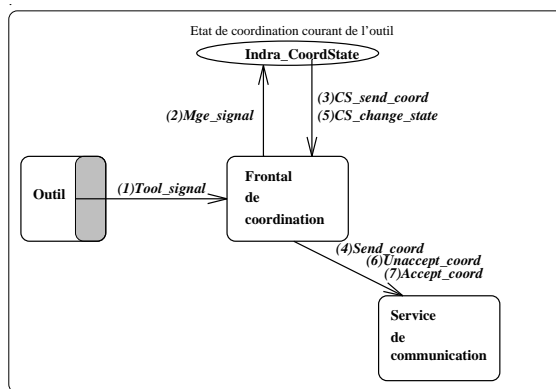 Etat de coordination courant de l'outil
Indra_CoordState
(3)CS_send_coord
(2)Mge_signal
(5)CS_change_state
(1)Tool_signal
Outil
Frontal
de
coordination
(4)Send_coord
(6)Unaccept_coord
(7)Accept_coord
Service
de
communication